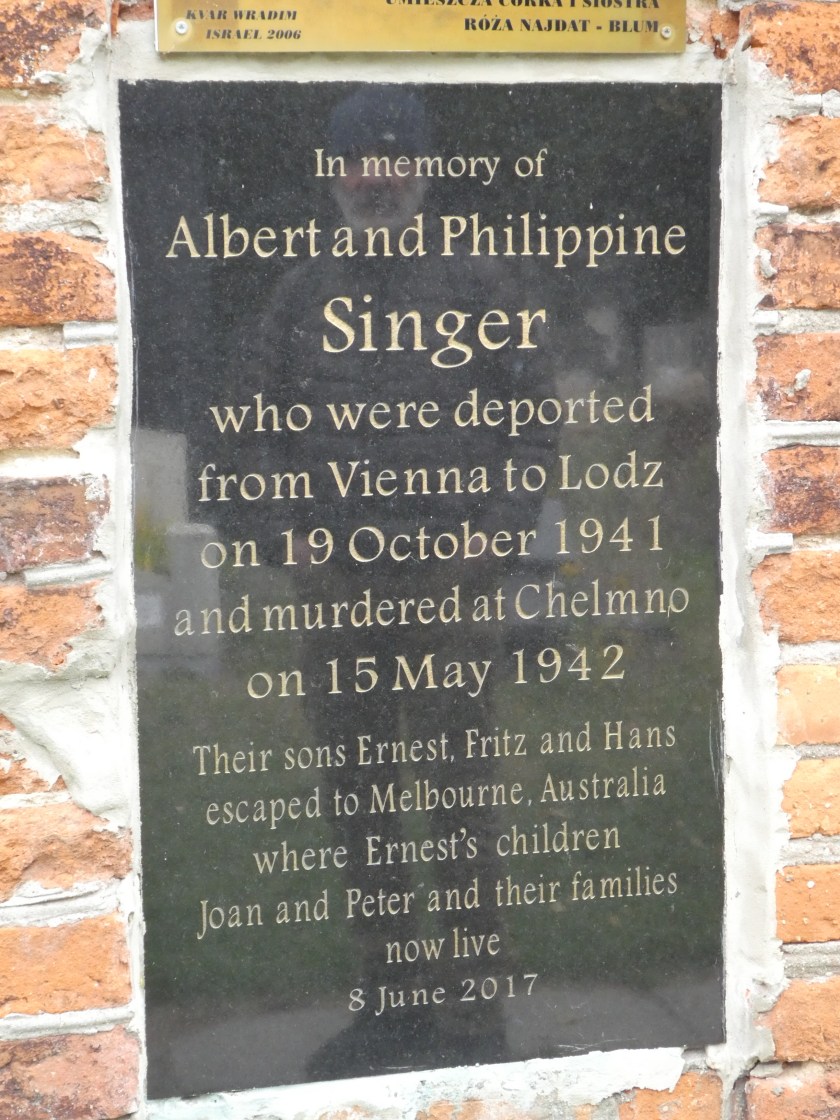 KVAR WRADIM
ISRAEL 2006
UMIESZCZA CÓRKA I SIOSTRA
RÓŻA NAJDAT - BLUM
In memory of
Albert and Philippine
Singer
who were deported
from Vienna to Lodz
on 19 October 1941
and murdered at Chelmno
on 15 May 1942
Their sons Ernest, Fritz and Hans
escaped to Melbourne, Australia
where Ernest's children
Joan and Peter and their families
now live
8 June 2017